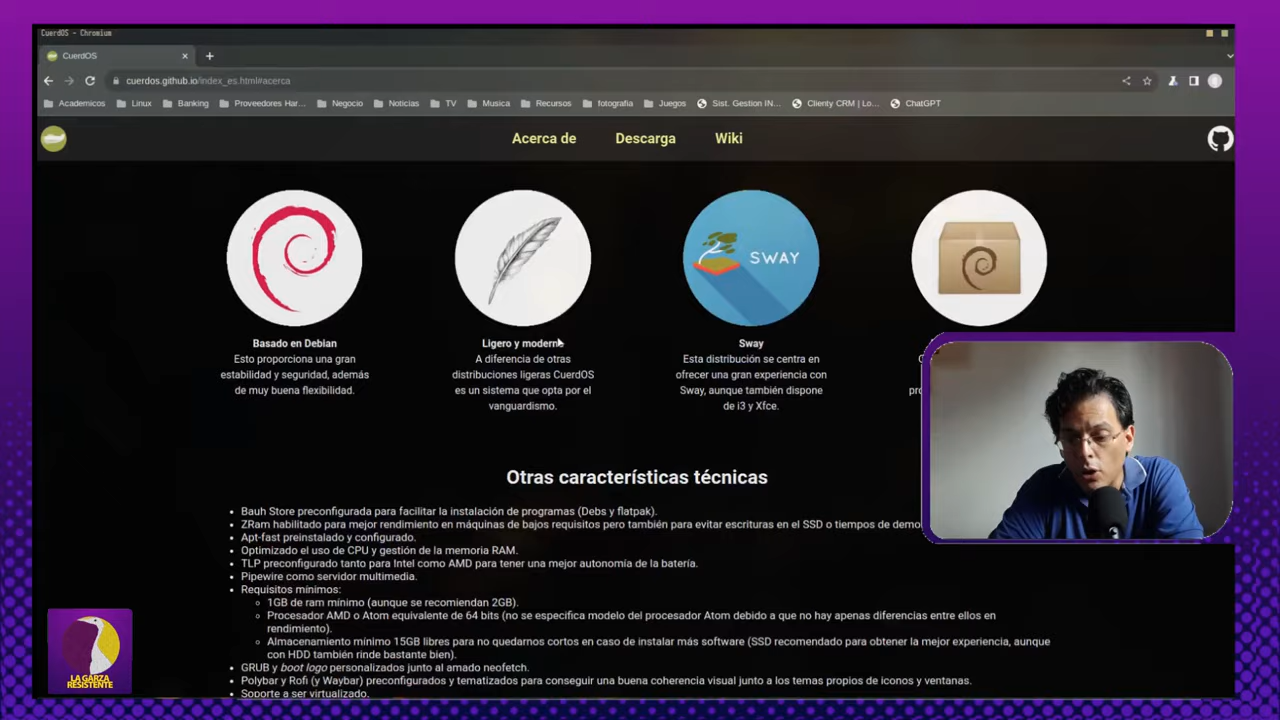 CuerdOS - Chromium
CuerdOS
cuerdos.github.io/index_es.html#acerca
Academicos Linux Banking Proveedores Har... Negocio Noticias TV Musica Recursos fotografia Juegos Sist. Gestion IN... Clienty CRM | Lo... ChatGPT
Acerca de Descarga Wiki
SWAY
Basado en Debian
Esto proporciona una gran
estabilidad y seguridad, además
de muy buena flexibilidad.
Ligero y moderno
A diferencia de otras
distribuciones ligeras CuerdOS
es un sistema que opta por el
vanguardismo.
Sway
Esta distribución se centra en
ofrecer una gran experiencia con
Sway, aunque también dispone
de i3 y Xfce.
Otras características técnicas
Bauh Store preconfigurada para facilitar la instalación de programas (Debs y flatpak).
ZRam habilitado para mejor rendimiento en máquinas de bajos requisitos pero también para evitar escrituras en el SSD o tiempos de
Apt-fast preinstalado y configurado.
Optimizado el uso de CPU y gestión de la memoria RAM.
TLP preconfigurado tanto para Intel como AMD para tener una mejor autonomía de la batería.
Pipewire como servidor multimedia.
Requisitos mínimos:
1GB de ram mínimo (aunque se recomiendan 2GB).
Procesador AMD o Atom equivalente de 64 bits (no se especifica modelo del procesador Atom debido a que no hay apenas diferencias entre ellos en
rendimiento).
Almacenamiento mínimo 15GB libres para no quedarnos cortos en caso de instalar más software (SSD recomendado para obtener la mejor experiencia, aunque
con HDD también rinde bastante bien).
GRUB y boot logo personalizados junto al amado neofetch.
Polybar y Rofi (y Waybar) preconfigurados y tematizados para conseguir una buena coherencia visual junto a los temas propios de iconos y ventanas.
Soporte a ser virtualizado.
LA GARZA
RESISTENTE